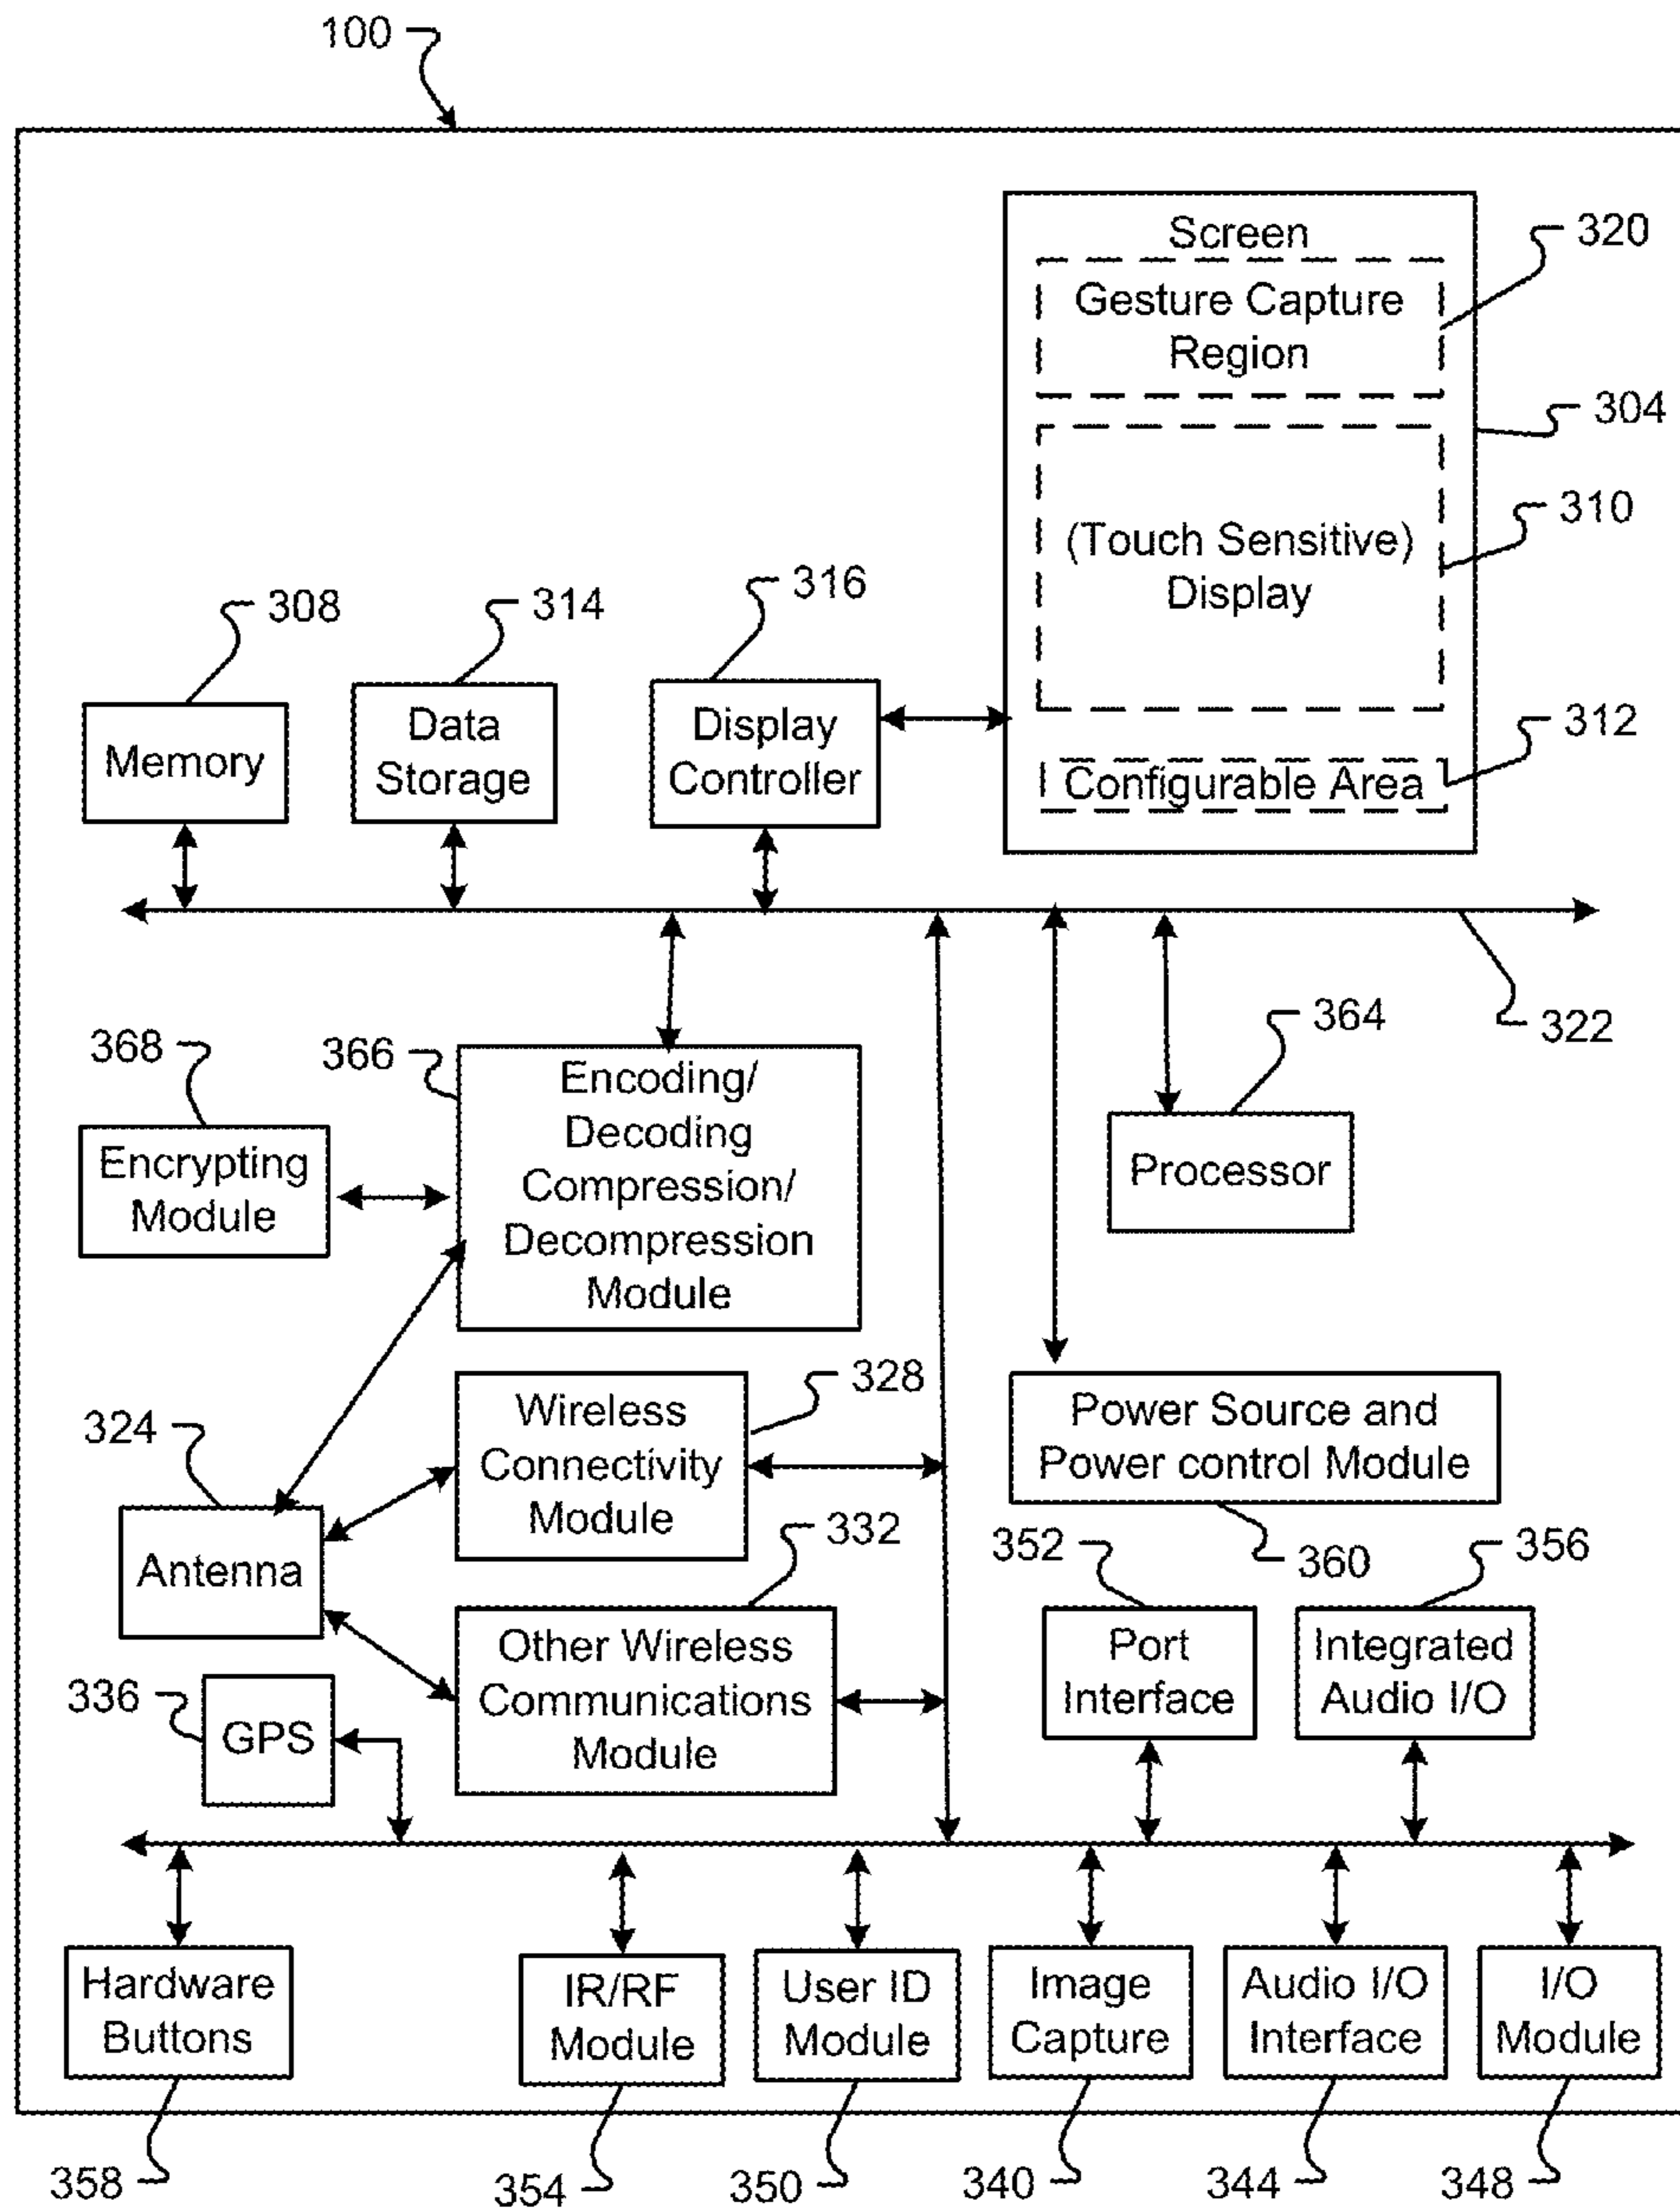 100
Screen
320
Gesture Capture
Region
304
310
(Touch Sensitive)
Display
316
314
308
312
Memory
Data
Storage
Display
Controller
Configurable Area
322
364
368
366
Encoding/
Decoding
Compression/
Decompression
Module
Encrypting
Module
Processor
328
324
Wireless
Connectivity
Module
Power Source and
Power control Module
332
352
360
356
Antenna
Other Wireless
Communications
Module
Port
Interface
Integrated
Audio I/O
336
GPS
Hardware
Buttons
IR/RF
Module
User ID
Module
Image
Capture
Audio I/O
Interface
I/O
Module
358
354
350
340
344
348